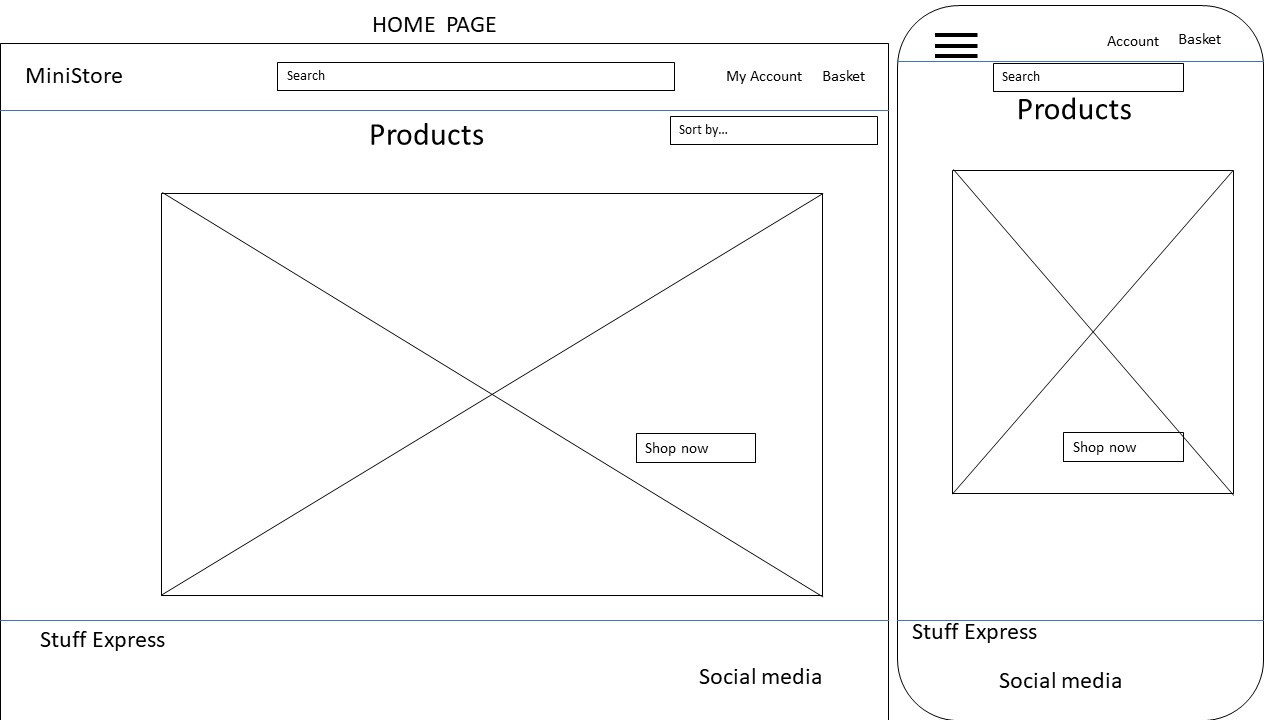 HOME PAGE
MiniStore
Search
My Account
Basket
Products
Sort by...
Shop now
Stuff Express
Social media
Account
Basket
Search
Products
Shop now
Stuff Express
Social media